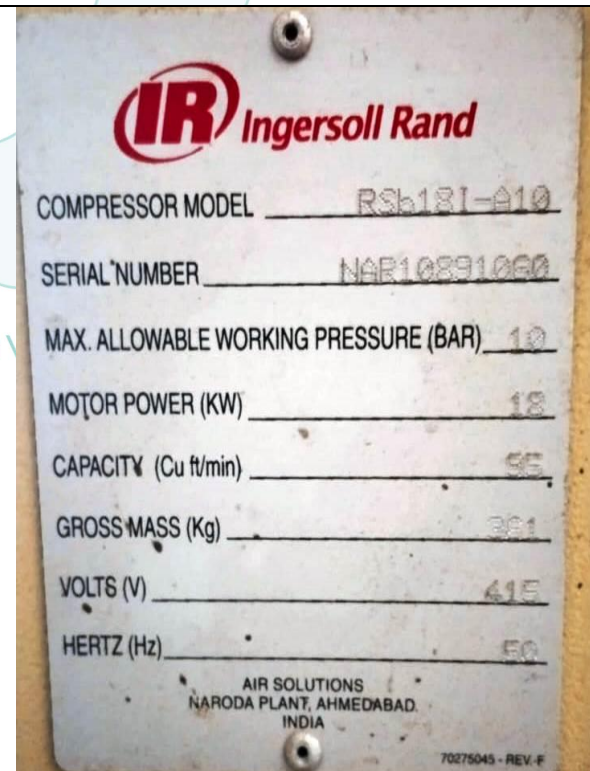 IR Ingersoll Rand
COMPRESSOR MODEL RSb18I-A10
SERIAL NUMBER
MAX. ALLOWABLE WORKING PRESSURE (BAR) 10
MOTOR POWER (KW) 18
CAPACITY (Cu ft/min)
GROSS MASS (Kg)
VOLTS (V) 415
HERTZ (Hz) 50
AIR SOLUTIONS
NARODA PLANT, AHMEDABAD.
INDIA
70275045 - REV.-F